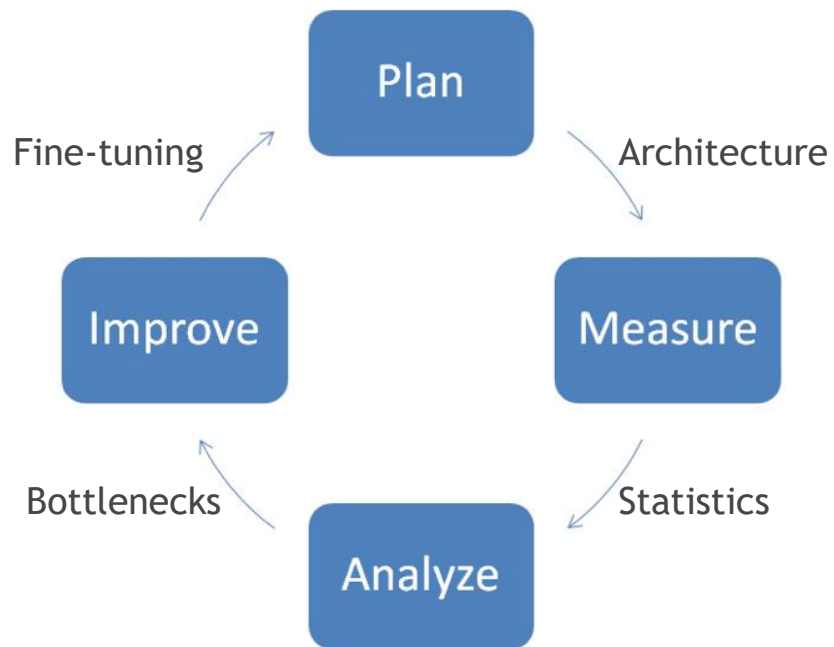 Plan
Fine-tuning
Architecture
Improve
Measure
Bottlenecks
Statistics
Analyze